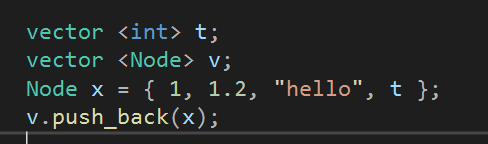 vector <int> t;
vector <Node> v;
Node x = { 1, 1.2, "hello", t };
v.push_back(x);